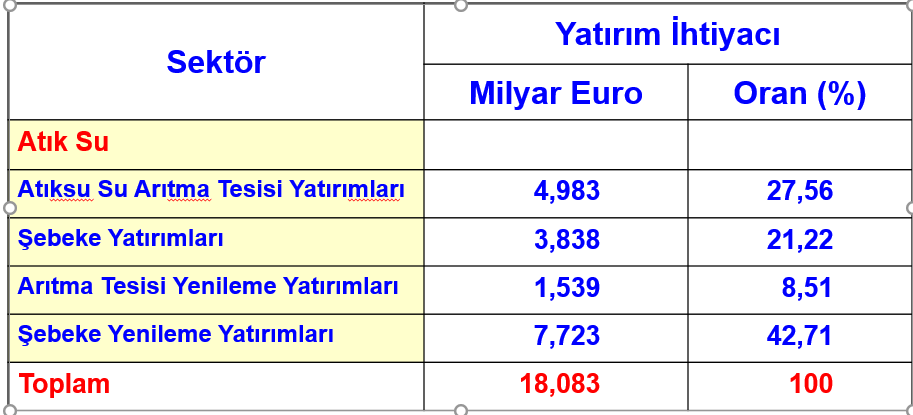 Sektör
Yatırım İhtiyacı
Milyar Euro
Oran (%)
Atık Su
Atıksu Su Arıtma Tesisi Yatırımları
4,983
27,56
Şebeke Yatırımları
3,838
21,22
Arıtma Tesisi Yenileme Yatırımları
1,539
8,51
Şebeke Yenileme Yatırımları
7,723
42,71
Toplam
18,083
100